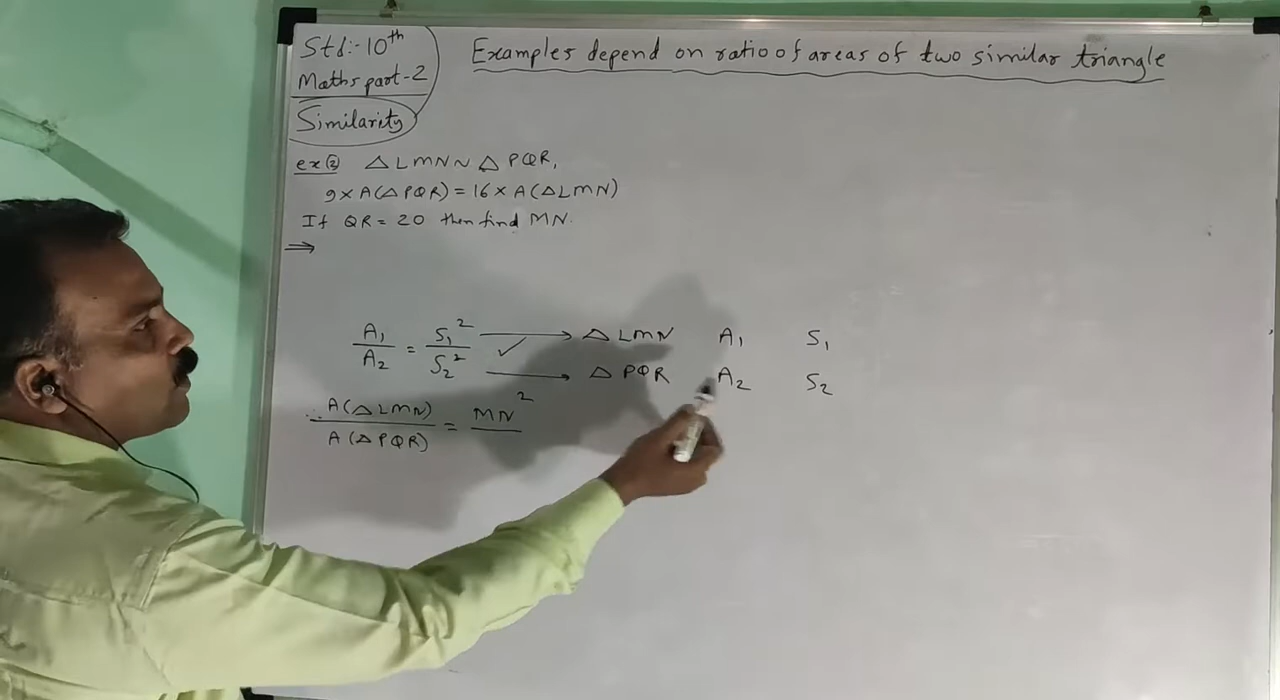 Std:- 10th
Maths part-2
Similarity
Examples depend on ratio of areas of two similar triangle
ex② △LMN ~ △PQR,
9 × A(△PQR) = 16 × A(△LMN)
If QR = 20 then find MN.
⇒
A₁/A₂ = S₁²/S₂² ✓ → △LMN A₁ S₁
→ △PQR A₂ S₂
∴ A(△LMN)/A(△PQR) = MN²/